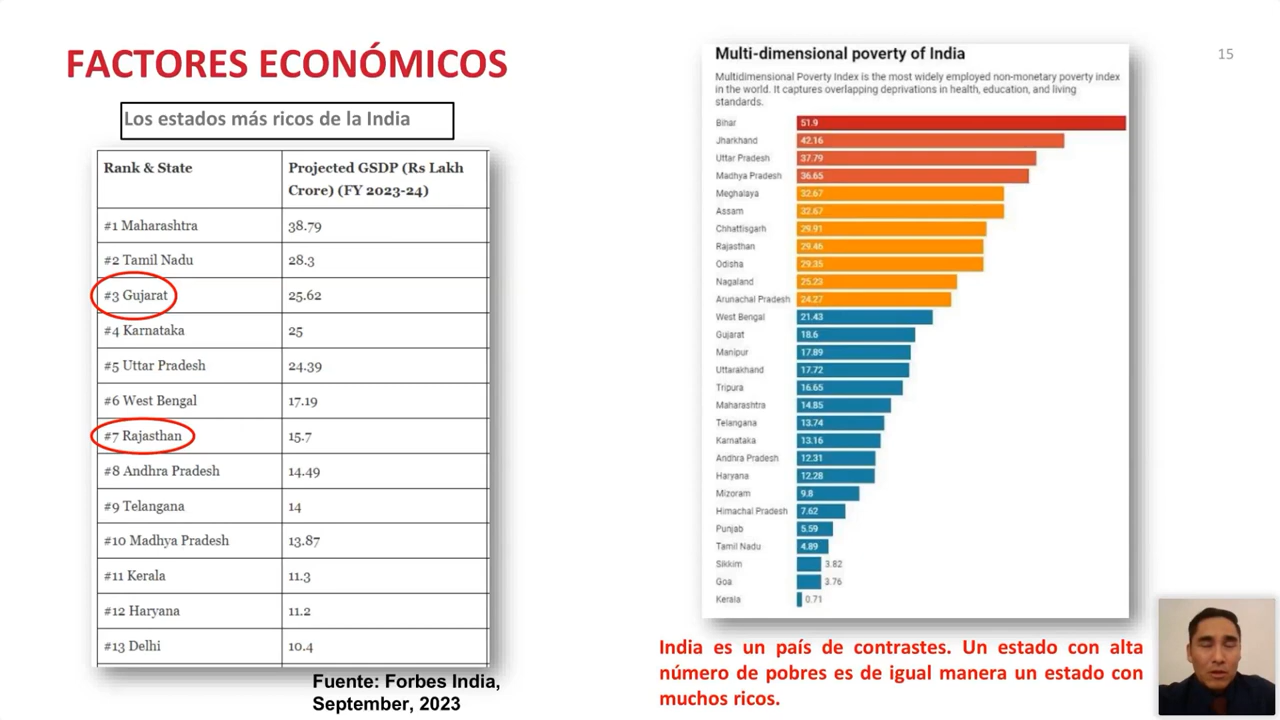 FACTORES ECONÓMICOS
15
Los estados más ricos de la India
Rank & State Projected GSDP (Rs Lakh
Crore) (FY 2023-24)
#1 Maharashtra 38.79
#2 Tamil Nadu 28.3
#3 Gujarat 25.62
#4 Karnataka 25
#5 Uttar Pradesh 24.39
#6 West Bengal 17.19
#7 Rajasthan 15.7
#8 Andhra Pradesh 14.49
#9 Telangana 14
#10 Madhya Pradesh 13.87
#11 Kerala 11.3
#12 Haryana 11.2
#13 Delhi 10.4
Fuente: Forbes India,
September, 2023
Multi-dimensional poverty of India
Multidimensional Poverty Index is the most widely employed non-monetary poverty index
in the world. It captures overlapping deprivations in health, education, and living
standards.
Bihar 51.9
Jharkhand 42.16
Uttar Pradesh 37.79
Madhya Pradesh 36.65
Meghalaya 32.67
Assam 32.67
Chhattisgarh 29.91
Rajasthan 29.46
Odisha 29.35
Nagaland 25.23
Arunachal Pradesh 24.27
West Bengal 21.43
Gujarat 18.6
Manipur 17.89
Uttarakhand 17.72
Tripura 16.65
Maharashtra 14.85
Telangana 13.74
Karnataka 13.16
Andhra Pradesh 12.31
Haryana 12.28
Mizoram 9.8
Himachal Pradesh 7.62
Punjab 5.59
Tamil Nadu 4.89
Sikkim 3.82
Goa 3.76
Kerala 0.71
India es un país de contrastes. Un estado con alta
número de pobres es de igual manera un estado con
muchos ricos.